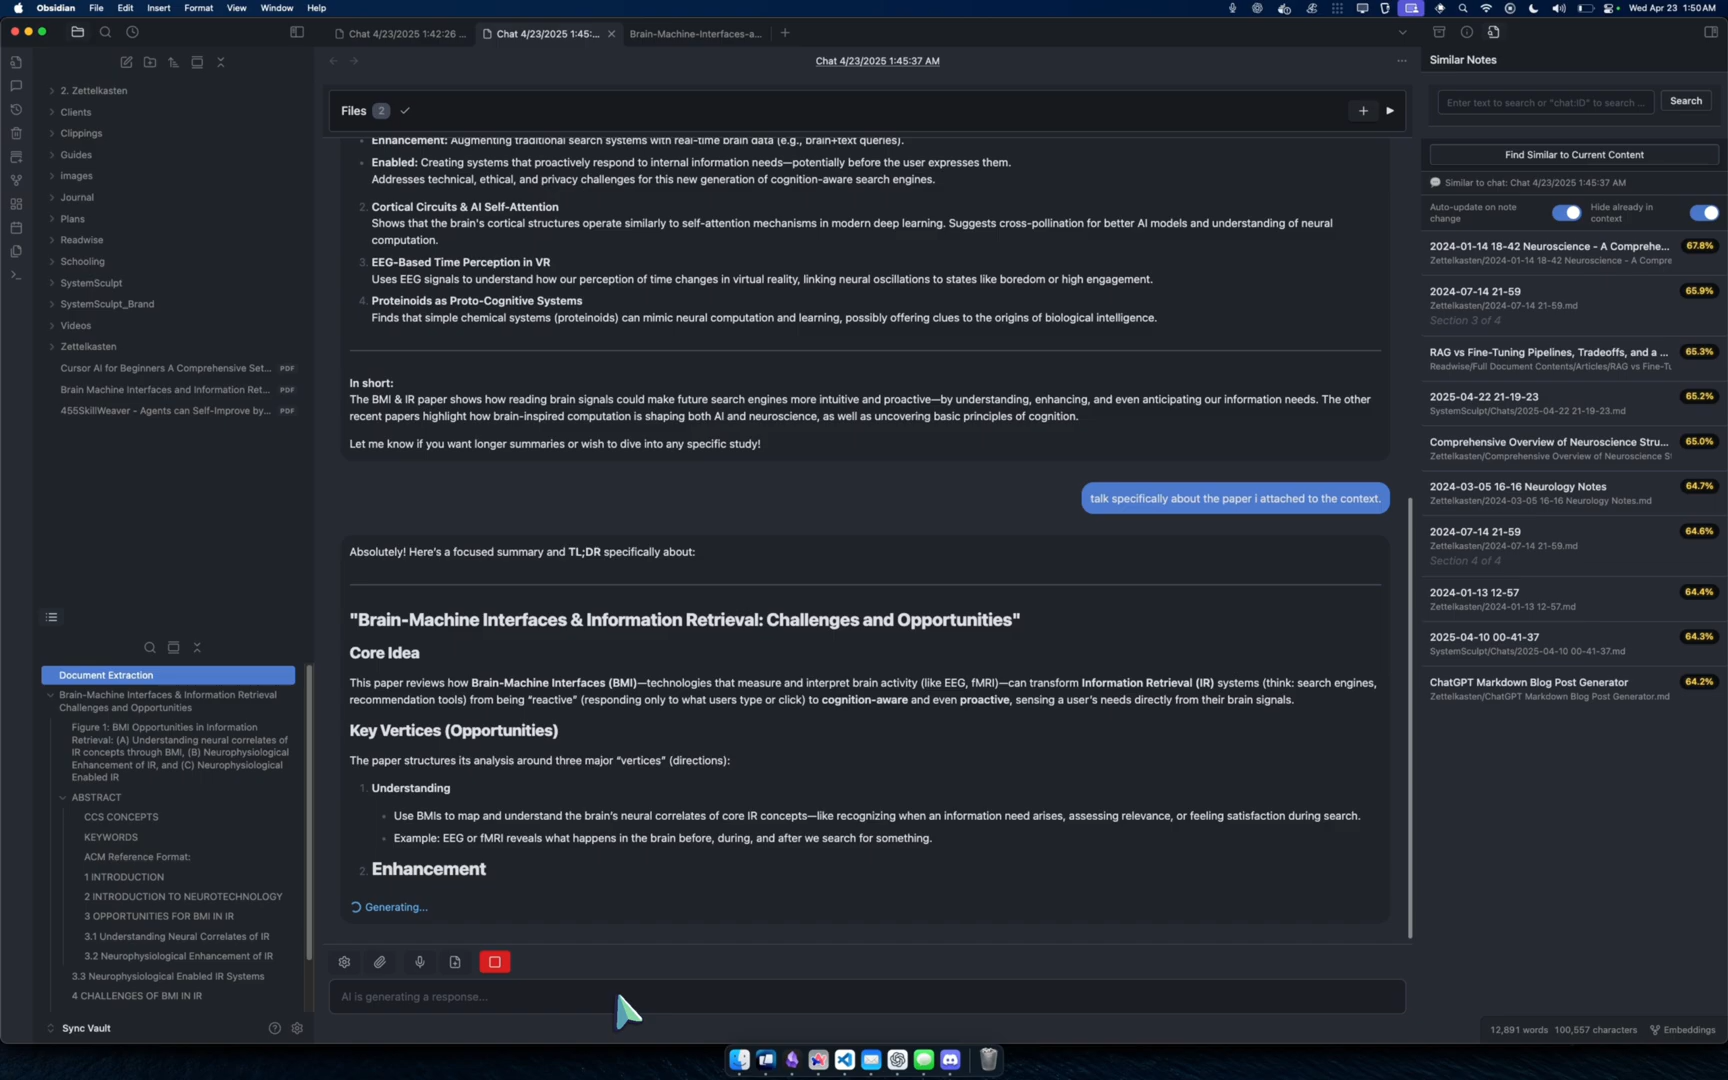 Obsidian File Edit Insert Format View Window Help
Wed Apr 23 1:50 AM
Chat 4/23/2025 1:42:26 ...
Chat 4/23/2025 1:45:...
Brain-Machine-Interfaces-a...
Chat 4/23/2025 1:45:37 AM
2. Zettelkasten
Clients
Clippings
Guides
images
Journal
Plans
Readwise
Schooling
SystemSculpt
SystemSculpt_Brand
Videos
Zettelkasten
Cursor AI for Beginners A Comprehensive Set... PDF
Brain Machine Interfaces and Information Ret... PDF
455SkillWeaver - Agents can Self-Improve by... PDF
Document Extraction
Brain-Machine Interfaces & Information Retrieval
Challenges and Opportunities
Figure 1: BMI Opportunities in Information
Retrieval: (A) Understanding neural correlates of
IR concepts through BMI, (B) Neurophysiological
Enhancement of IR, and (C) Neurophysiological
Enabled IR
ABSTRACT
CCS CONCEPTS
KEYWORDS
ACM Reference Format:
1 INTRODUCTION
2 INTRODUCTION TO NEUROTECHNOLOGY
3 OPPORTUNITIES FOR BMI IN IR
3.1 Understanding Neural Correlates of IR
3.2 Neurophysiological Enhancement of IR
3.3 Neurophysiological Enabled IR Systems
4 CHALLENGES OF BMI IN IR
Sync Vault
Files 2
Enhancement: Augmenting traditional search systems with real-time brain data (e.g., brain+text queries).
Enabled: Creating systems that proactively respond to internal information needs—potentially before the user expresses them.
Addresses technical, ethical, and privacy challenges for this new generation of cognition-aware search engines.
2. Cortical Circuits & AI Self-Attention
Shows that the brain's cortical structures operate similarly to self-attention mechanisms in modern deep learning. Suggests cross-pollination for better AI models and understanding of neural
computation.
3. EEG-Based Time Perception in VR
Uses EEG signals to understand how our perception of time changes in virtual reality, linking neural oscillations to states like boredom or high engagement.
4. Proteinoids as Proto-Cognitive Systems
Finds that simple chemical systems (proteinoids) can mimic neural computation and learning, possibly offering clues to the origins of biological intelligence.
In short:
The BMI & IR paper shows how reading brain signals could make future search engines more intuitive and proactive—by understanding, enhancing, and even anticipating our information needs. The other
recent papers highlight how brain-inspired computation is shaping both AI and neuroscience, as well as uncovering basic principles of cognition.
Let me know if you want longer summaries or wish to dive into any specific study!
talk specifically about the paper i attached to the context.
Absolutely! Here's a focused summary and TL;DR specifically about:
"Brain-Machine Interfaces & Information Retrieval: Challenges and Opportunities"
Core Idea
This paper reviews how Brain-Machine Interfaces (BMI)—technologies that measure and interpret brain activity (like EEG, fMRI)—can transform Information Retrieval (IR) systems (think: search engines,
recommendation tools) from being “reactive” (responding only to what users type or click) to cognition-aware and even proactive, sensing a user's needs directly from their brain signals.
Key Vertices (Opportunities)
The paper structures its analysis around three major “vertices” (directions):
1. Understanding
Use BMIs to map and understand the brain's neural correlates of core IR concepts—like recognizing when an information need arises, assessing relevance, or feeling satisfaction during search.
Example: EEG or fMRI reveals what happens in the brain before, during, and after we search for something.
2. Enhancement
Generating...
AI is generating a response...
Similar Notes
Enter text to search or "chat:ID" to search ...
Search
Find Similar to Current Content
Similar to chat: Chat 4/23/2025 1:45:37 AM
Auto-update on note change
Hide already in context
2024-01-14 18-42 Neuroscience - A Comprehe... 67.8%
Zettelkasten/2024-01-14 18-42 Neuroscience - A Compre
2024-07-14 21-59 65.9%
Zettelkasten/2024-07-14 21-59.md
Section 3 of 4
RAG vs Fine-Tuning Pipelines, Tradeoffs, and a ... 65.3%
Readwise/Full Document Contents/Articles/RAG vs Fine-Tu
2025-04-22 21-19-23 65.2%
SystemSculpt/Chats/2025-04-22 21-19-23.md
Comprehensive Overview of Neuroscience Stru... 65.0%
Zettelkasten/Comprehensive Overview of Neuroscience S
2024-03-05 16-16 Neurology Notes 64.7%
Zettelkasten/2024-03-05 16-16 Neurology Notes.md
2024-07-14 21-59 64.6%
Zettelkasten/2024-07-14 21-59.md
Section 4 of 4
2024-01-13 12-57 64.4%
Zettelkasten/2024-01-13 12-57.md
2025-04-10 00-41-37 64.3%
SystemSculpt/Chats/2025-04-10 00-41-37.md
ChatGPT Markdown Blog Post Generator 64.2%
Zettelkasten/ChatGPT Markdown Blog Post Generator.md
12,891 words 100,557 characters Embeddings